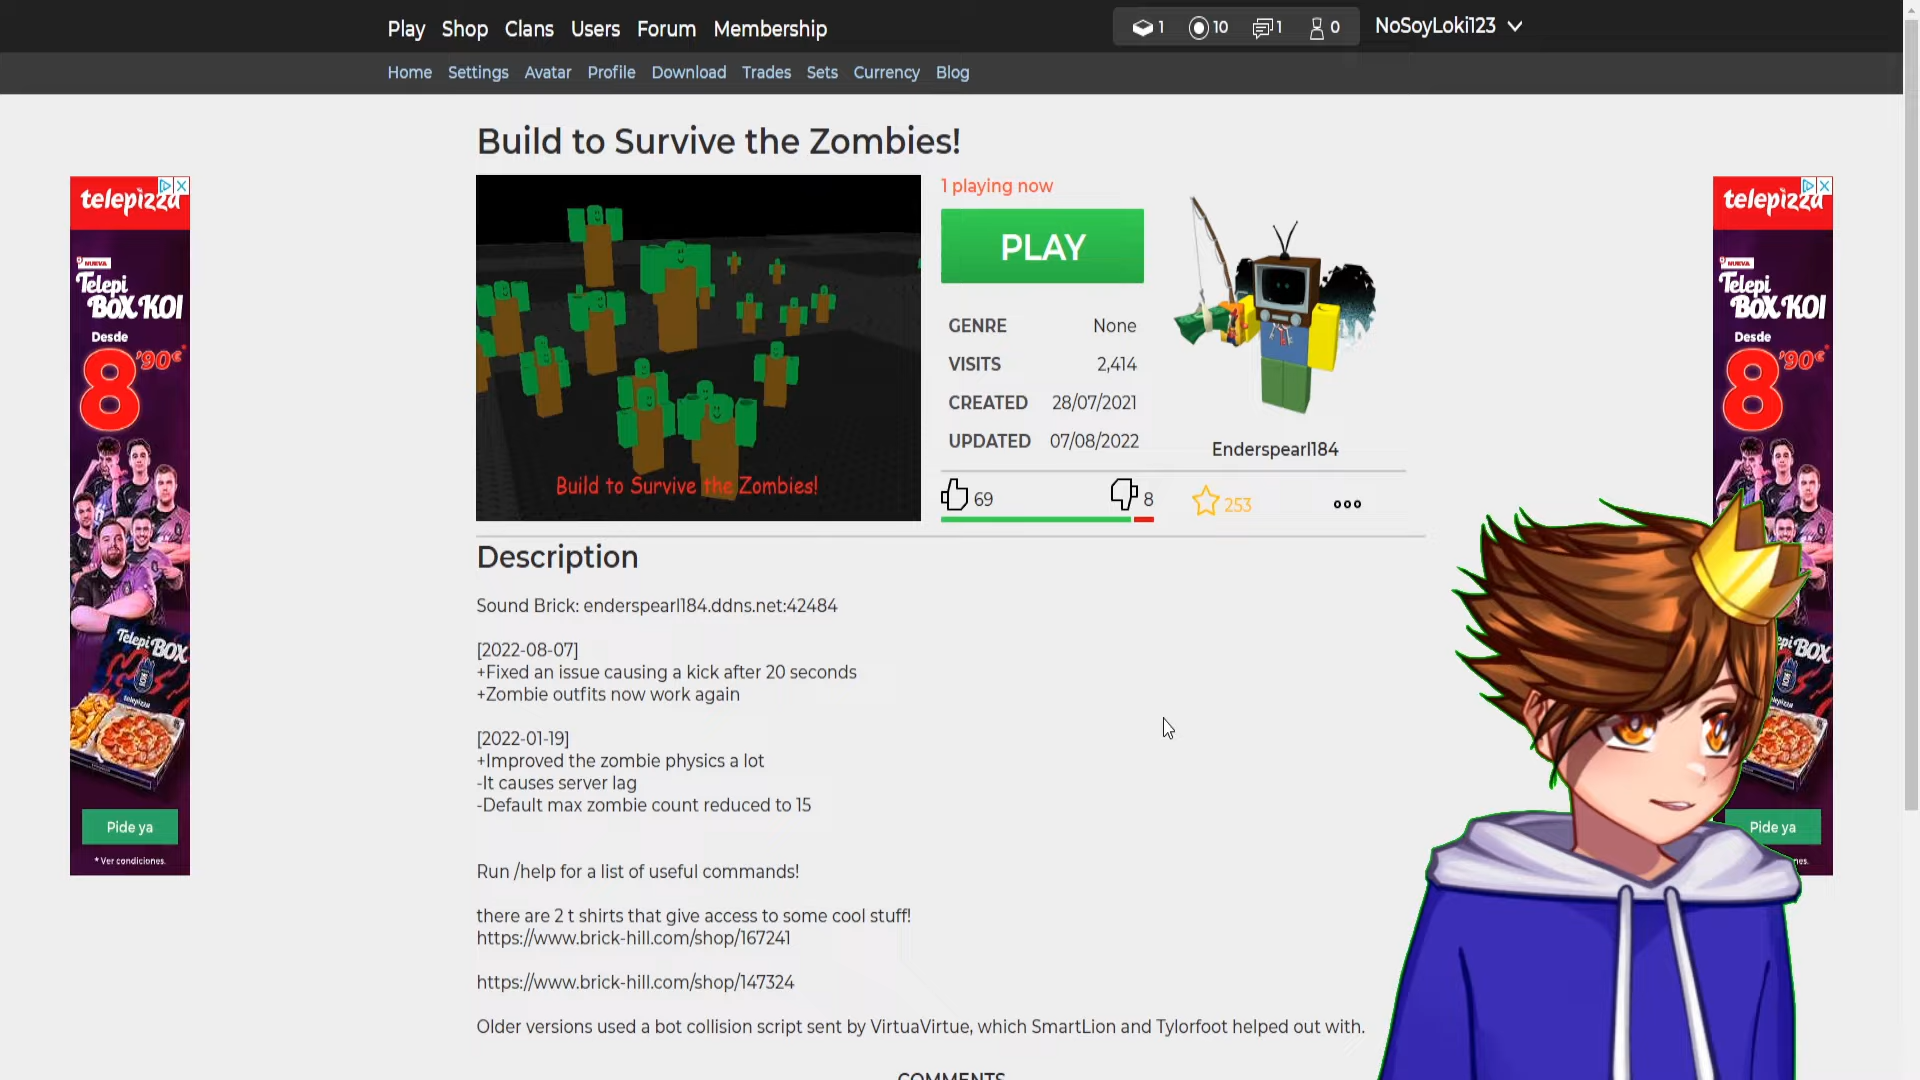 Play Shop Clans Users Forum Membership
1 10 1 0 NoSoyLoki123
Home Settings Avatar Profile Download Trades Sets Currency Blog
Build to Survive the Zombies!
telepizza
NUEVA
Telepi
BOX KOI
Desde
8'90€*
Telepi BOX
telepizza
Pide ya
* Ver condiciones.
Build to Survive the Zombies!
1 playing now
PLAY
GENRE None
VISITS 2,414
CREATED 28/07/2021
UPDATED 07/08/2022
Enderspearl184
69 8 253
Description
Sound Brick: enderspearl184.ddns.net:42484
[2022-08-07]
+Fixed an issue causing a kick after 20 seconds
+Zombie outfits now work again
[2022-01-19]
+Improved the zombie physics a lot
-It causes server lag
-Default max zombie count reduced to 15
Run /help for a list of useful commands!
there are 2 t shirts that give access to some cool stuff!
https://www.brick-hill.com/shop/167241
https://www.brick-hill.com/shop/147324
Older versions used a bot collision script sent by VirtuaVirtue, which SmartLion and Tylorfoot helped out with.
COMMENTS
telepizza
NUEVA
Telepi
BOX KOI
Desde
8'90€*
BOX
Pide ya